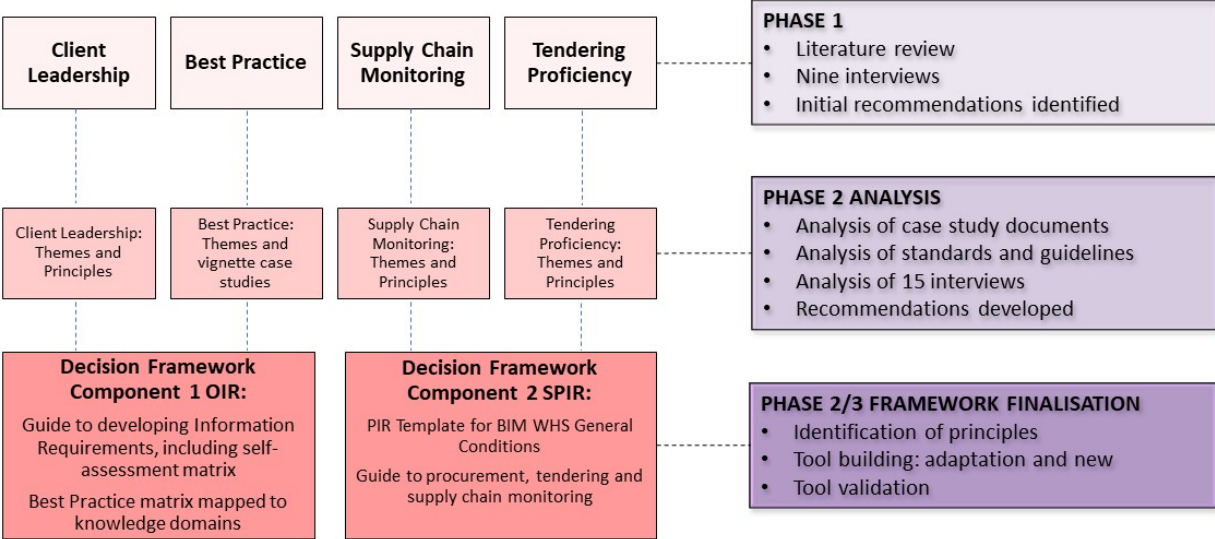 Client
Leadership
Best Practice
Supply Chain
Monitoring
Tendering
Proficiency
PHASE 1
• Literature review
• Nine interviews
• Initial recommendations identified
Client Leadership:
Themes and
Principles
Best Practice:
Themes and
vignette case
studies
Supply Chain
Monitoring:
Themes and
Principles
Tendering
Proficiency:
Themes and
Principles
PHASE 2 ANALYSIS
• Analysis of case study documents
• Analysis of standards and guidelines
• Analysis of 15 interviews
• Recommendations developed
Decision Framework
Component 1 OIR:
Guide to developing Information
Requirements, including self-
assessment matrix
Best Practice matrix mapped to
knowledge domains
Decision Framework
Component 2 SPIR:
PIR Template for BIM WHS General
Conditions
Guide to procurement, tendering and
supply chain monitoring
PHASE 2/3 FRAMEWORK FINALISATION
• Identification of principles
• Tool building: adaptation and new
• Tool validation